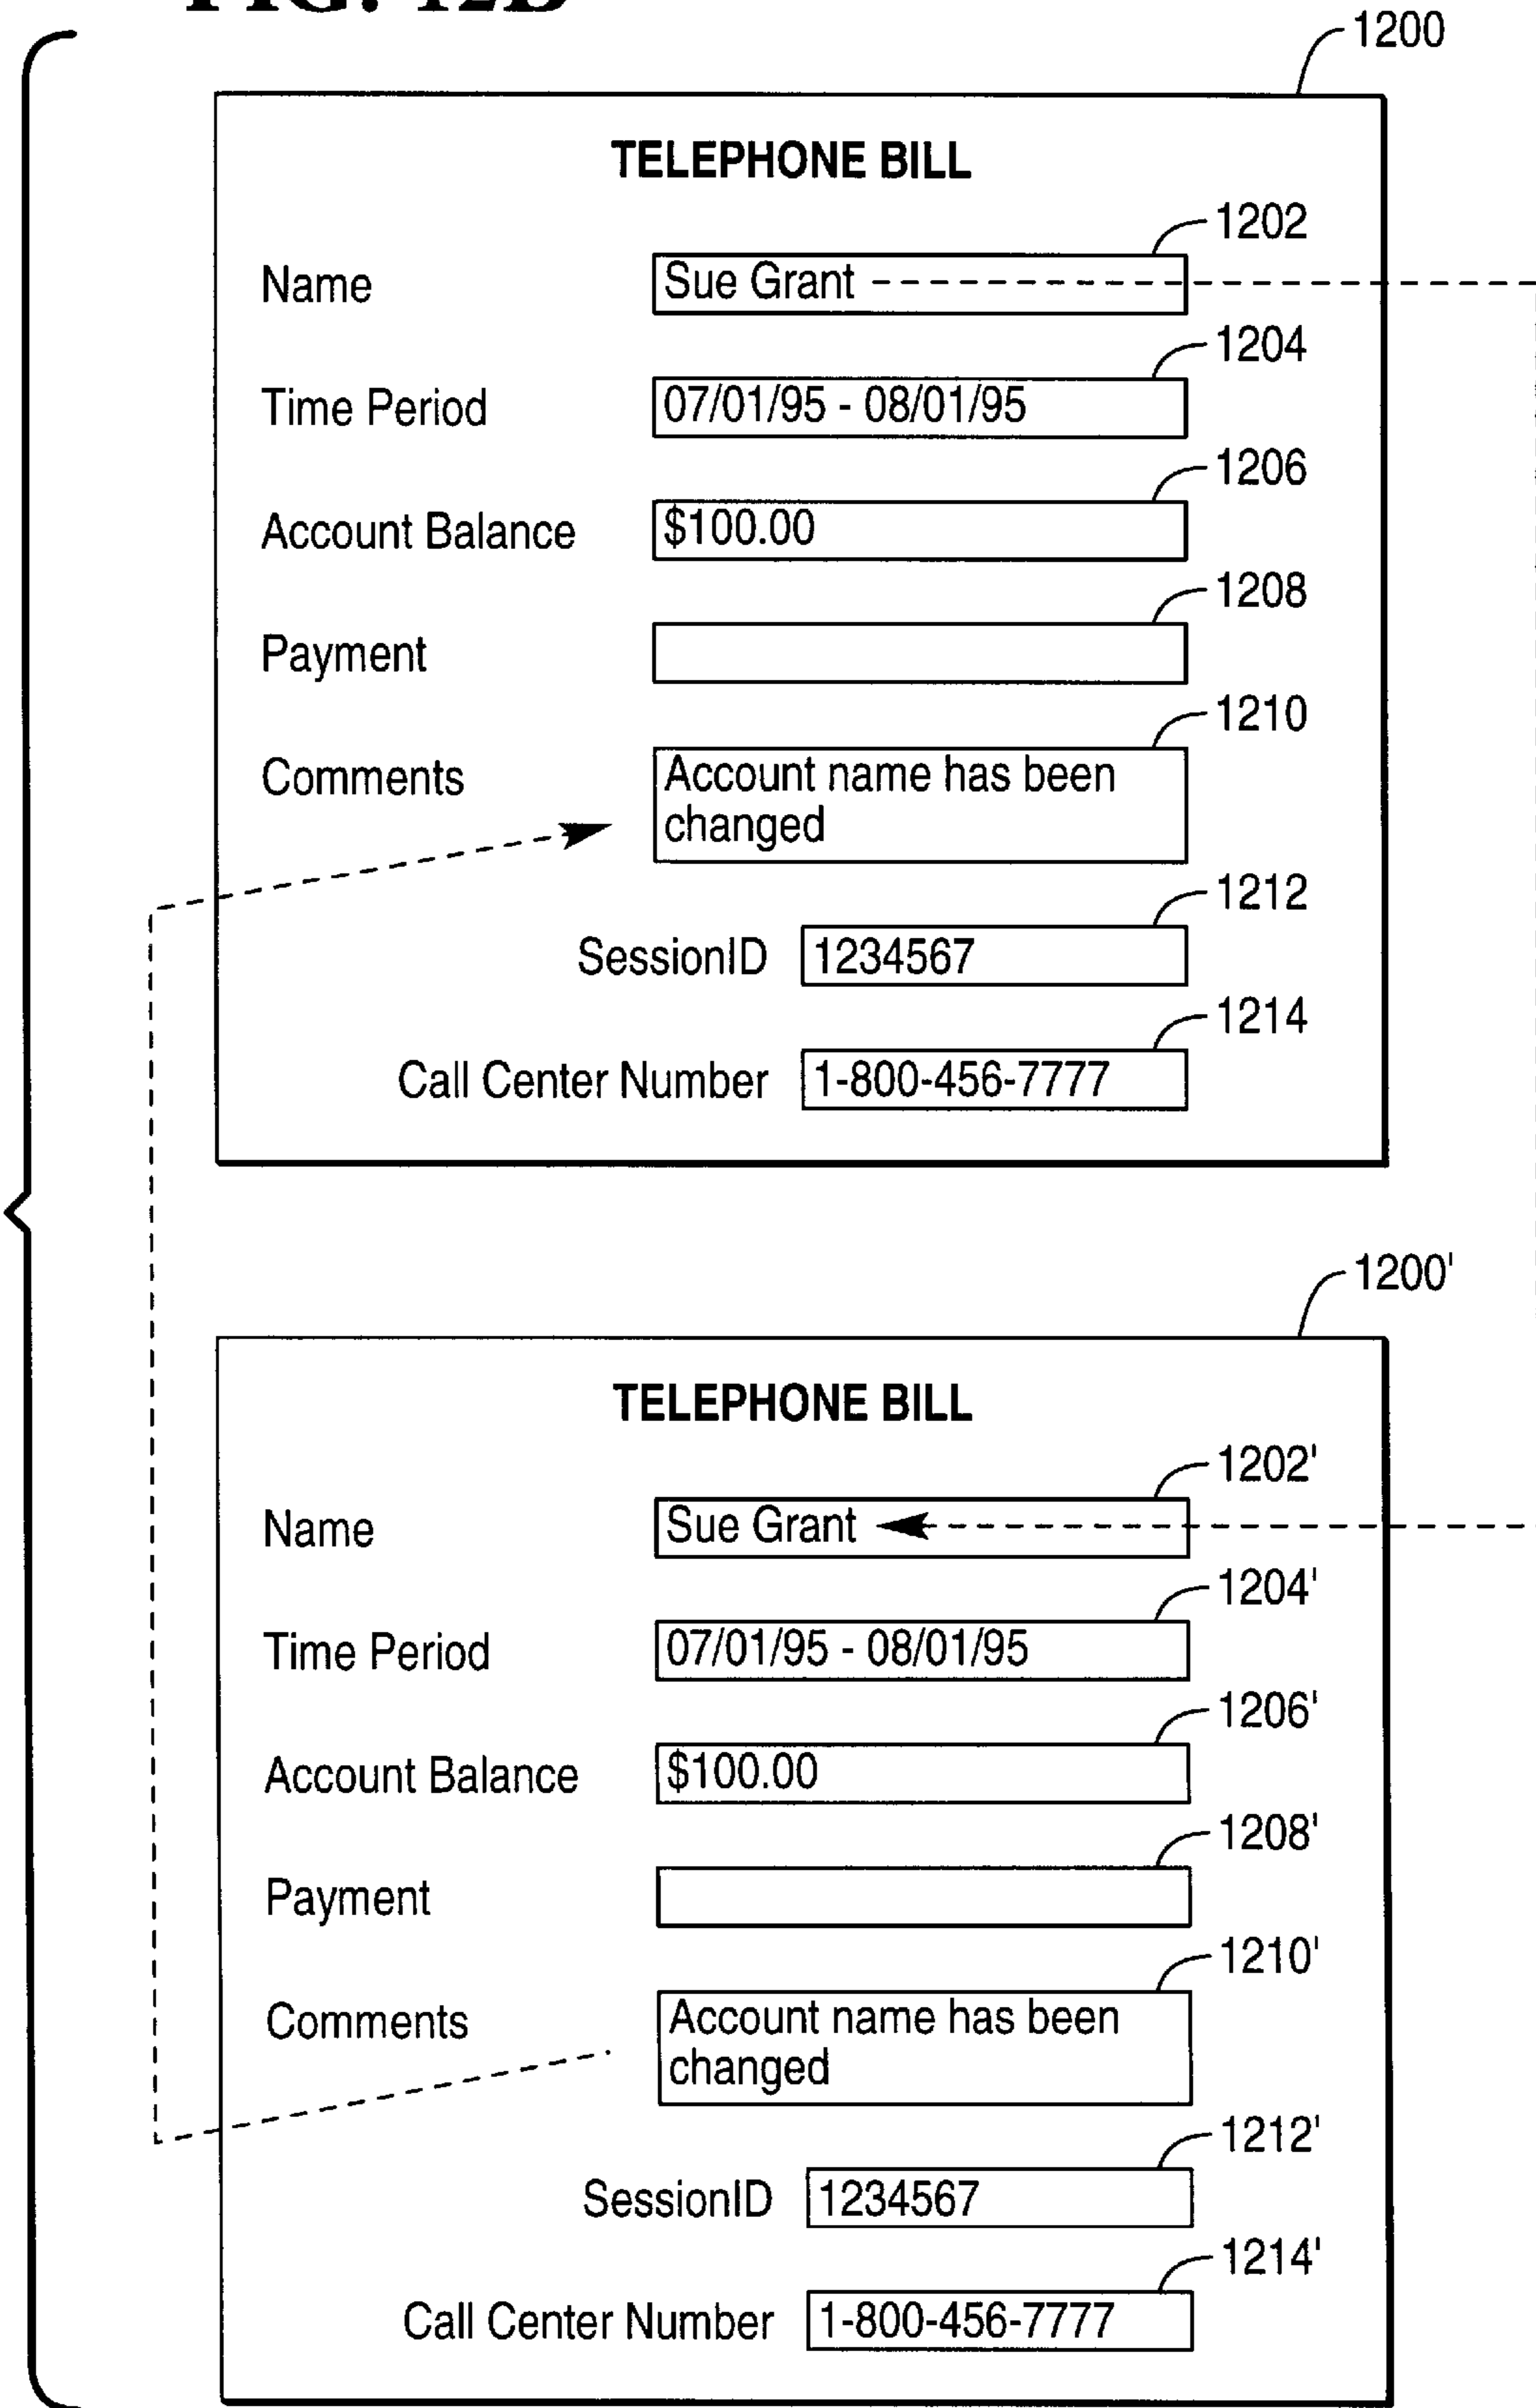 FIG. 12B
1200
TELEPHONE BILL
1202
Name Sue Grant
1204
Time Period 07/01/95 - 08/01/95
1206
Account Balance $100.00
1208
Payment
1210
Comments Account name has been
changed
1212
SessionID 1234567
1214
Call Center Number 1-800-456-7777
1200'
TELEPHONE BILL
1202'
Name Sue Grant
1204'
Time Period 07/01/95 - 08/01/95
1206'
Account Balance $100.00
1208'
Payment
1210'
Comments Account name has been
changed
1212'
SessionID 1234567
1214'
Call Center Number 1-800-456-7777